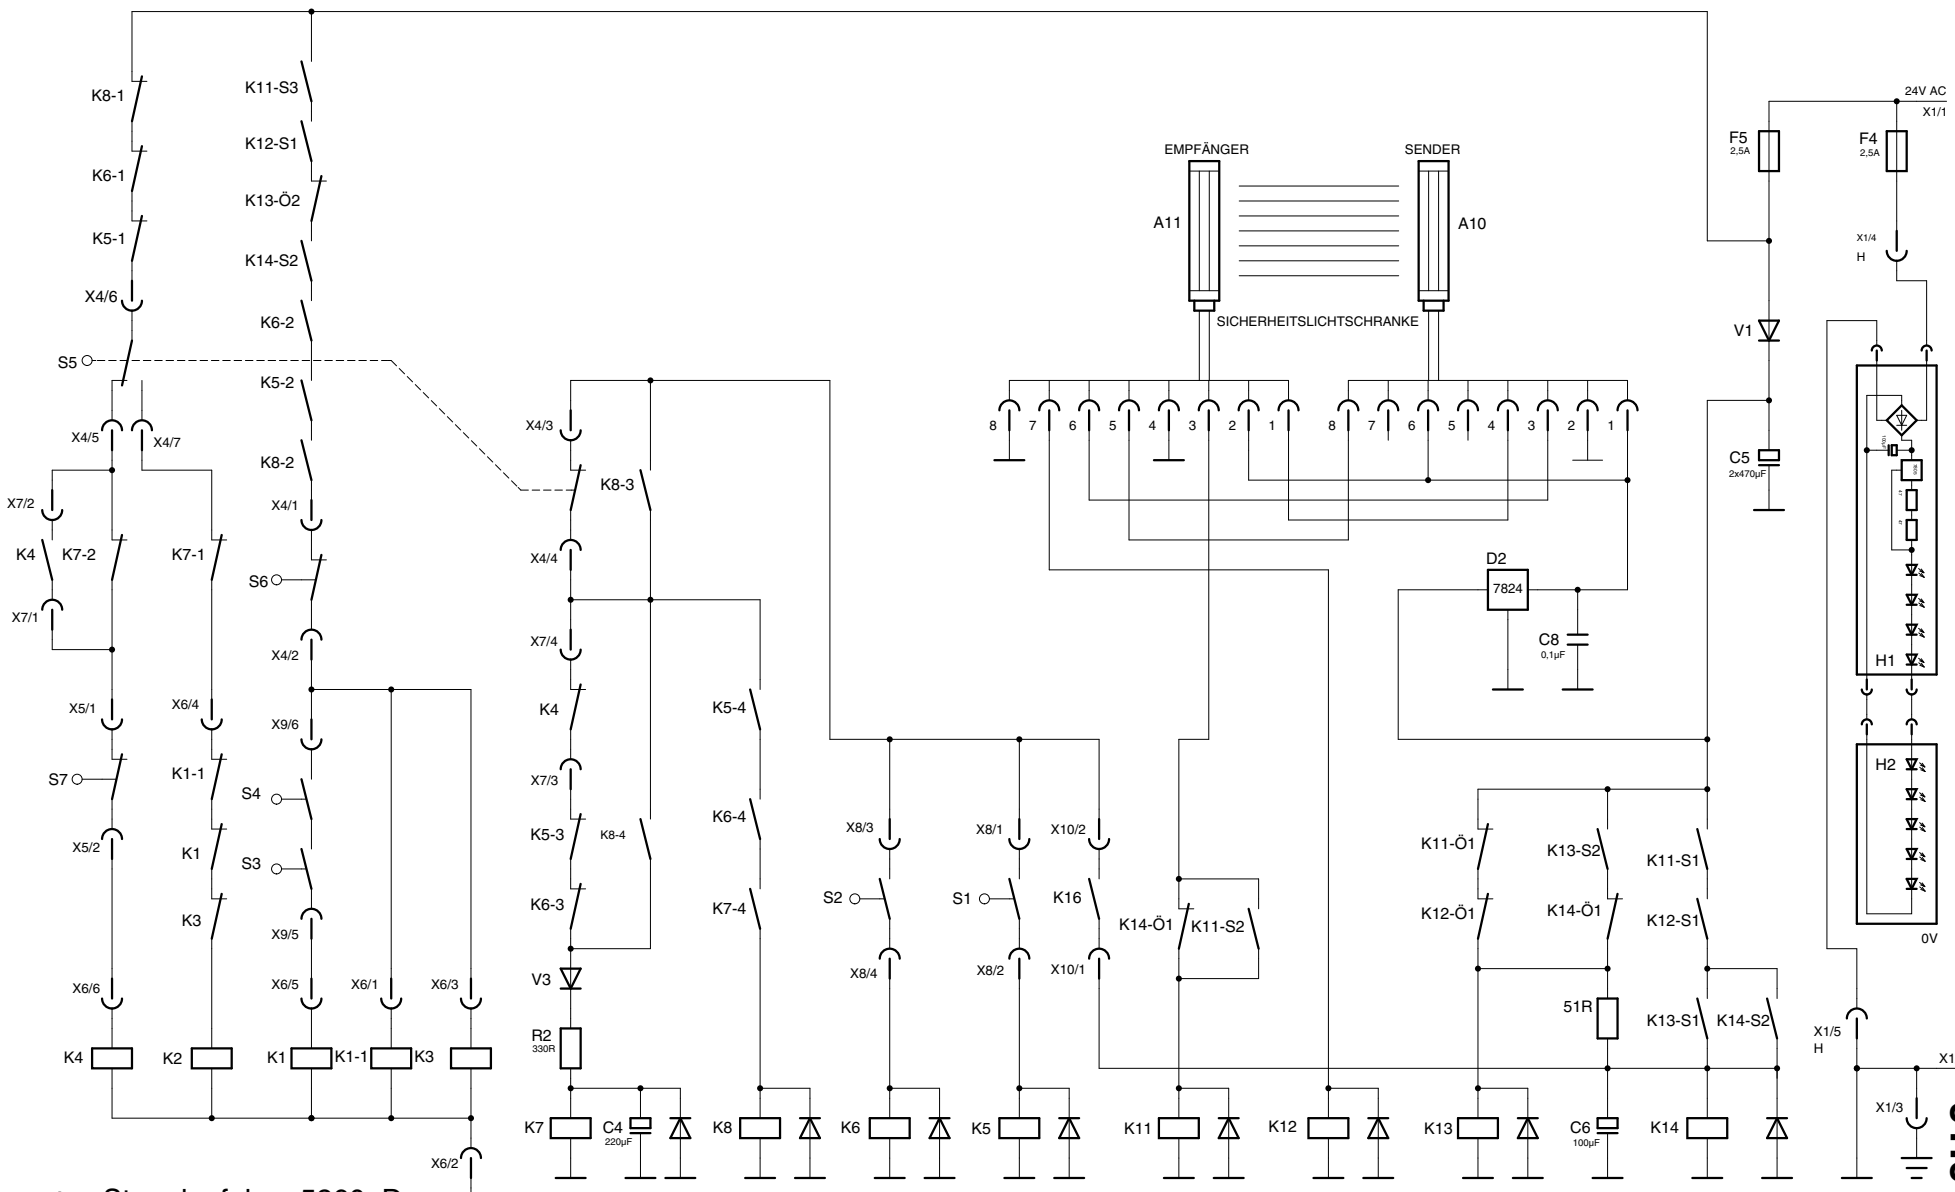 24V AC
X1/1
K8-1
K11-S3
K12-S1
F5
2,5A
F4
2,5A
EMPFÄNGER
SENDER
K6-1
K13-Ö2
K5-1
A11
A10
X1/4
H
K14-S2
X4/6
K6-2
SICHERHEITSLICHTSCHRANKE
V1
S5
K5-2
X4/3
8 7 6 5 4 3 2 1
8 7 6 5 4 3 2 1
X4/5
X4/7
K8-2
K8-3
C5
2x470µF
X7/2
X4/1
K4
K7-2
K7-1
X4/4
D2
7824
S6
X7/1
X7/4
C8
0,1µF
X4/2
H1
X5/1
X6/4
K4
K5-4
X9/6
H2
S7
K1-1
X7/3
S4
K6-4
X8/3
X8/1
X10/2
K5-3
K8-4
X5/2
K1
K11-Ö1
K13-S2
K11-S1
S3
S2
S1
K16
K6-3
K7-4
K3
K14-Ö1
K11-S2
K12-Ö1
K14-Ö1
K12-S1
X9/5
0V
X8/4
X8/2
X10/1
V3
X6/6
X6/5
X6/1
X6/3
51R
K13-S1
K14-S2
X1/5
H
R2
330R
K4
K2
K1
K1-1
K3
X1
K7
C4
220µF
K8
K6
K5
K11
K12
K13
C6
100µF
K14
X1/3
X6/2